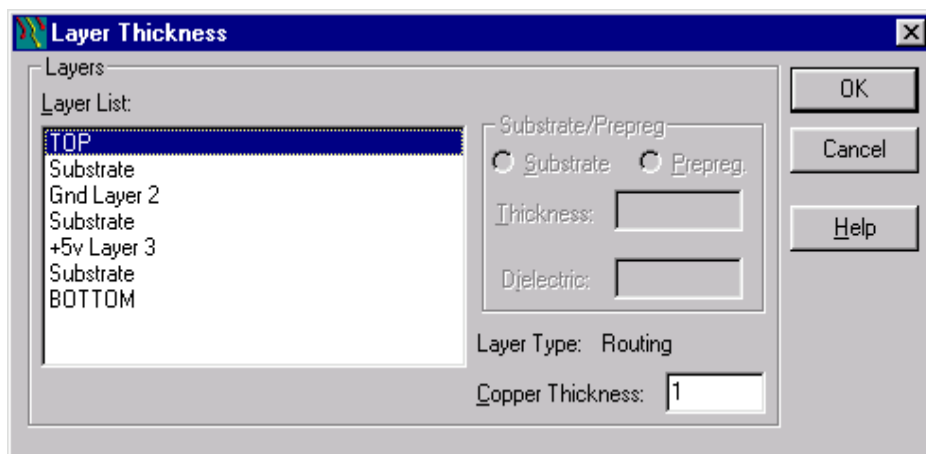 Layer Thickness
Layers
Layer List:
TOP
Substrate
Gnd Layer 2
Substrate
+5v Layer 3
Substrate
BOTTOM
Substrate/Prepreg
Substrate Prepreg.
Thickness:
Dielectric:
Layer Type: Routing
Copper Thickness: 1
OK
Cancel
Help